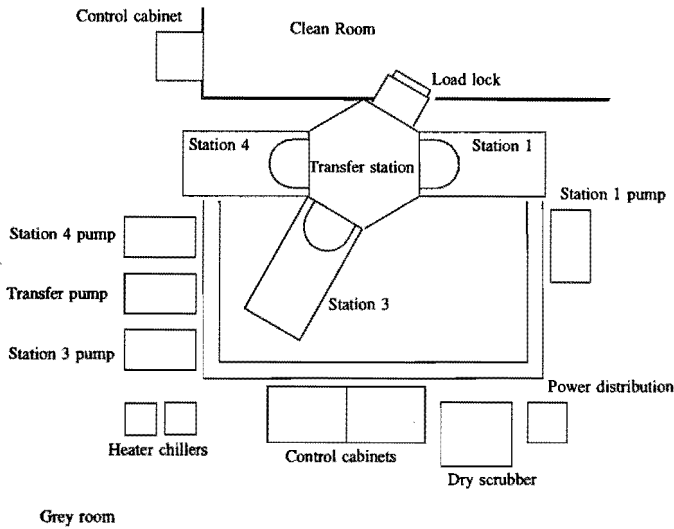 Control cabinet
Clean Room
Load lock
Station 4
Transfer station
Station 1
Station 1 pump
Station 4 pump
Transfer pump
Station 3
Station 3 pump
Power distribution
Heater chillers
Control cabinets
Dry scrubber
Grey room